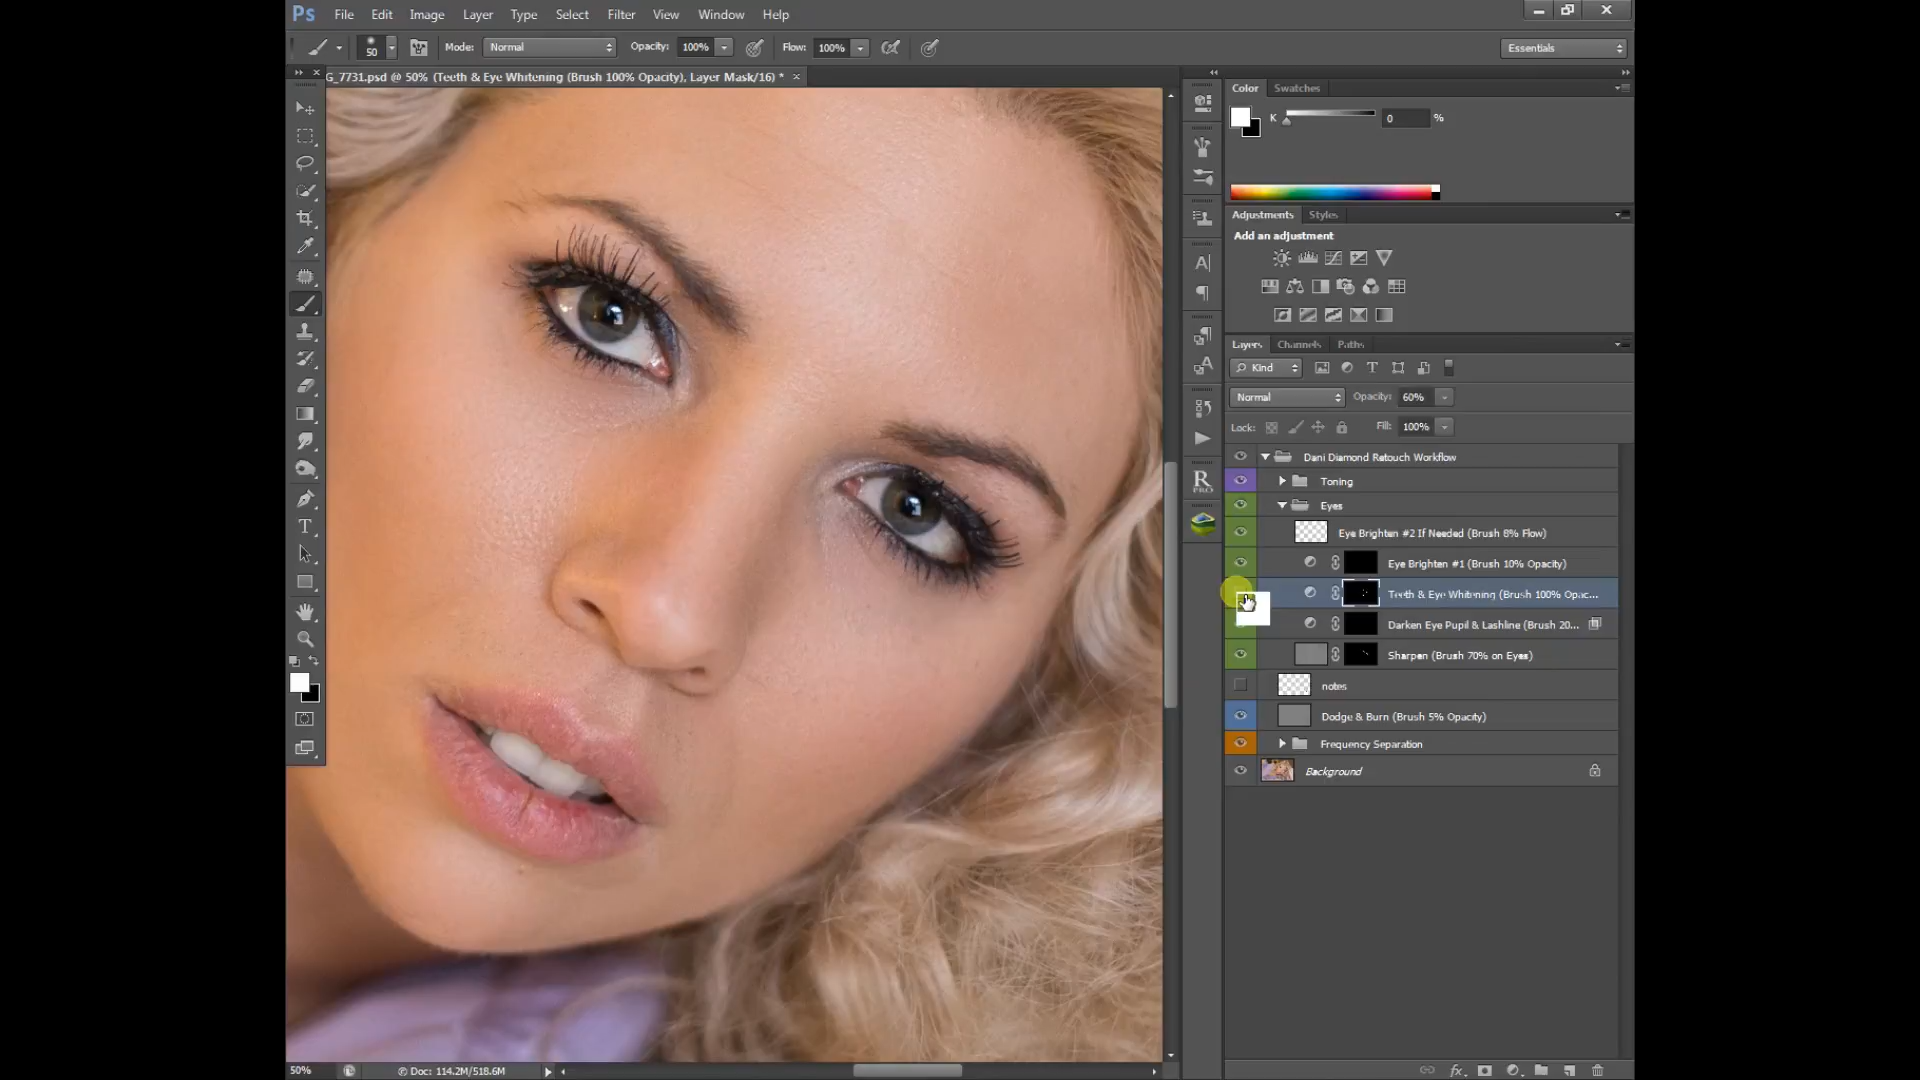 Ps File Edit Image Layer Type Select Filter View Window Help
50 Mode: Normal Opacity: 100% Flow: 100% Essentials
G_7731.psd @ 50% (Teeth & Eye Whitening (Brush 100% Opacity), Layer Mask/16) * ×
Color Swatches
K 0 %
Adjustments Styles
Add an adjustment
Layers Channels Paths
Kind
Normal Opacity: 60%
Lock: Fill: 100%
Dani Diamond Retouch Workflow
Toning
Eyes
Eye Brighten #2 If Needed (Brush 8% Flow)
Eye Brighten #1 (Brush 10% Opacity)
Teeth & Eye Whitening (Brush 100% Opac...
Darken Eye Pupil & Lashline (Brush 20...
Sharpen (Brush 70% on Eyes)
notes
Dodge & Burn (Brush 5% Opacity)
Frequency Separation
Background
R
PRO
50% Doc: 114.2M/518.6M
fx